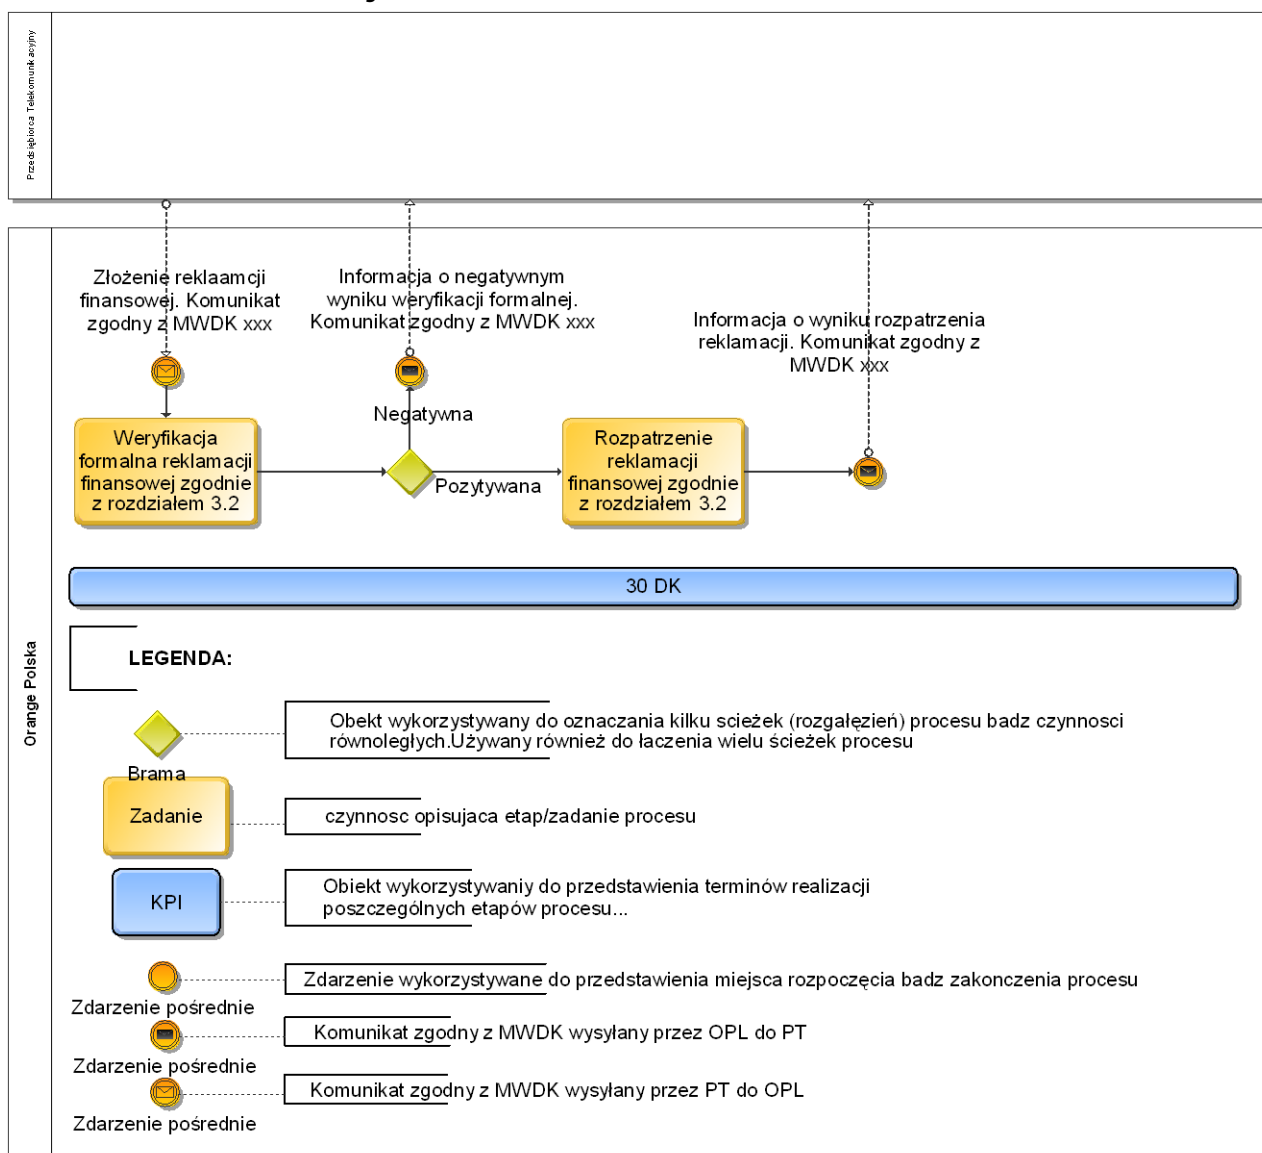 Przedsiębiorca Telekomunikacyjny
Złożenie reklaamcji
finansowej. Komunikat
zgodny z MWDK xxx
Informacja o negatywnym
wyniku weryfikacji formalnej.
Komunikat zgodny z MWDK xxx
Informacja o wyniku rozpatrzenia
reklamacji. Komunikat zgodny z
MWDK xxx
Negatywna
Weryfikacja
formalna reklamacji
finansowej zgodnie
z rozdziałem 3.2
Pozytywana
Rozpatrzenie
reklamacji
finansowej zgodnie
z rozdziałem 3.2
30 DK
Orange Polska
LEGENDA:
Obekt wykorzystywany do oznaczania kilku scieżek (rozgałęzień) procesu badz czynnosci
równoległych.Używany również do łaczenia wielu ścieżek procesu
Brama
Zadanie
czynnosc opisujaca etap/zadanie procesu
KPI
Obiekt wykorzystywaniy do przedstawienia terminów realizacji
poszczególnych etapów procesu...
Zdarzenie wykorzystywane do przedstawienia miejsca rozpoczęcia badz zakonczenia procesu
Zdarzenie pośrednie
Komunikat zgodny z MWDK wysyłany przez OPL do PT
Zdarzenie pośrednie
Komunikat zgodny z MWDK wysyłany przez PT do OPL
Zdarzenie pośrednie